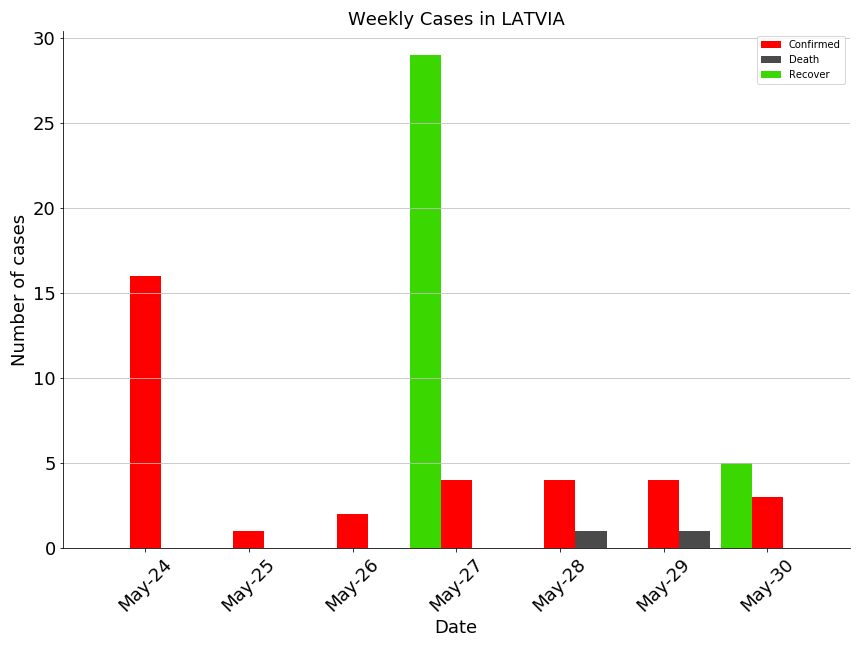 Weekly Cases in LATVIA
Confirmed
Death
Recover
Number of cases
30
25
20
15
10
5
0
May-24
May-25
May-26
May-27
May-28
May-29
May-30
Date